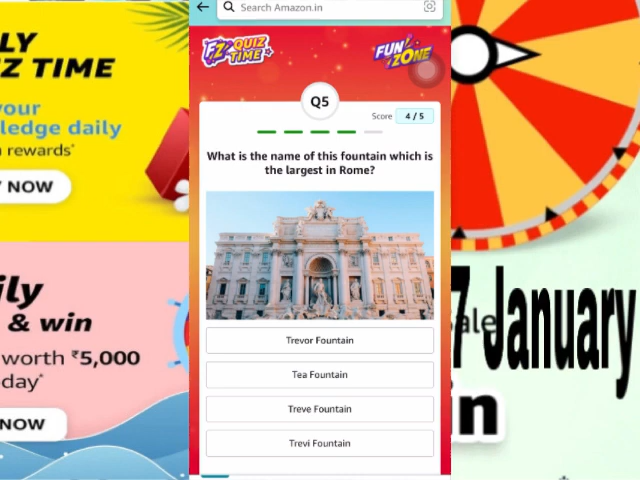 LY
Z TIME
your
ledge daily
rewards*
NOW
ily
& win
worth ₹5,000
day*
NOW
Search Amazon.in
FZ QUIZ TIME
FUN ZONE
Q5
Score 4 / 5
What is the name of this fountain which is
the largest in Rome?
Trevor Fountain
Tea Fountain
Treve Fountain
Trevi Fountain
7 January
ale
in